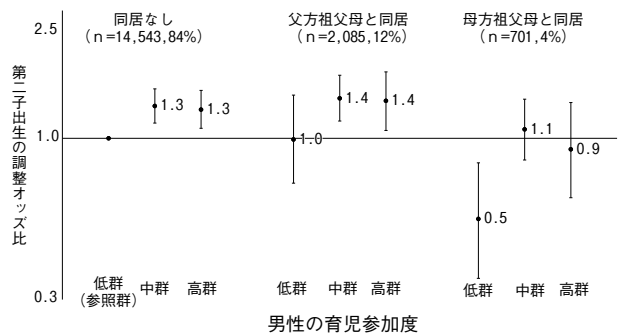 同居なし
(n=14,543,84%)
父方祖父母と同居
(n=2,085,12%)
母方祖父母と同居
(n=701,4%)
第二子出生の調整オッズ比
2.5
1.0
0.3
1.3
1.3
1.0
1.4
1.4
0.5
1.1
0.9
低群
(参照群)
中群
高群
低群
中群
高群
低群
中群
高群
男性の育児参加度